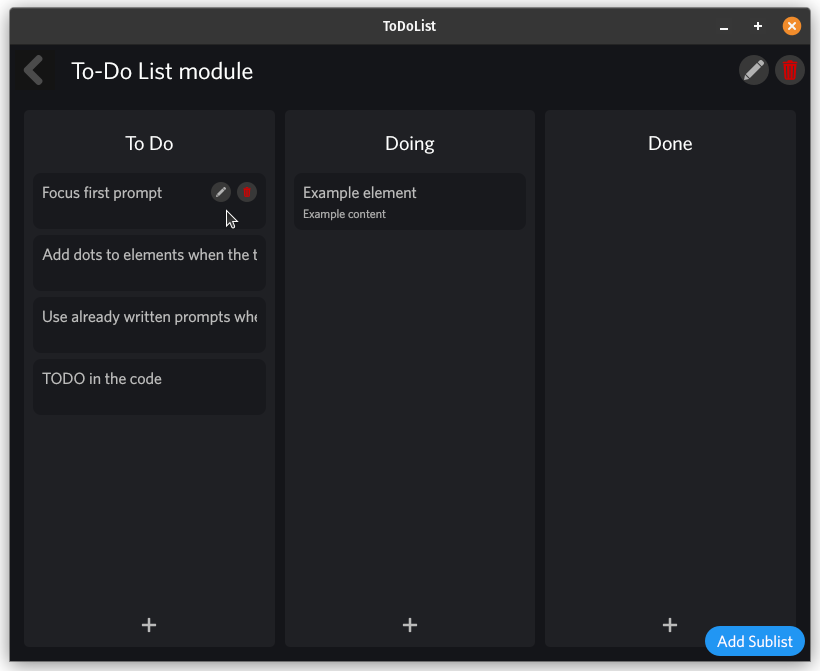 ToDoList
To-Do List module
To Do
Doing
Done
Focus first prompt
Add dots to elements when the t
Use already written prompts whe
TODO in the code
Example element
Example content
Add Sublist